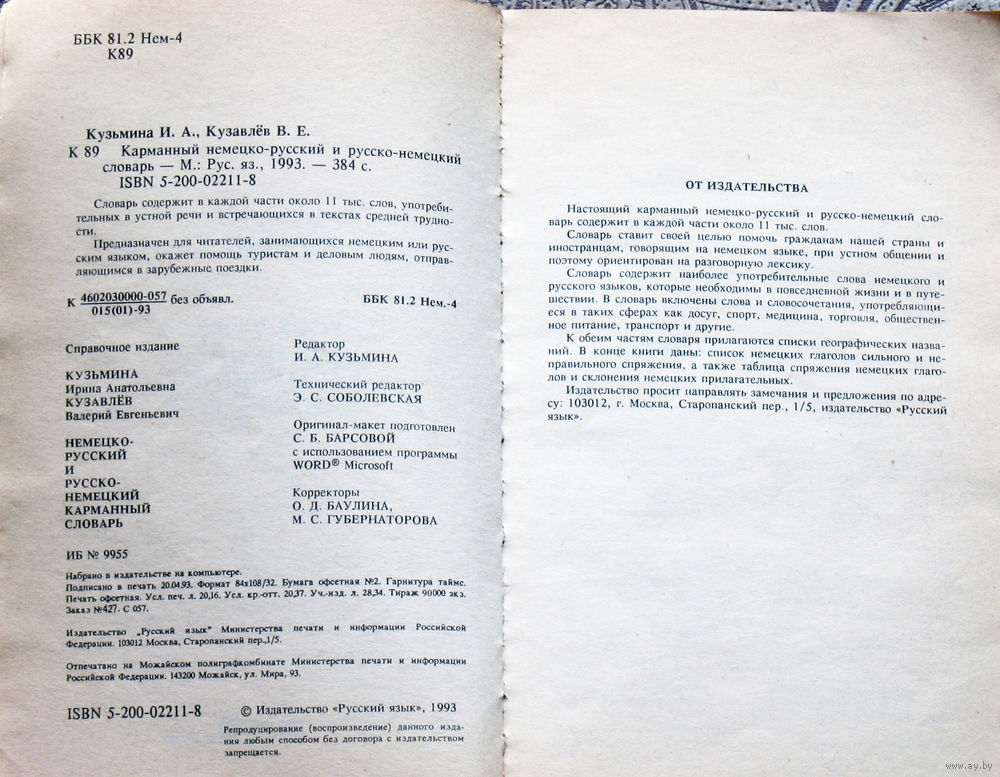 ББК 81.2 Нем-4
К89
Кузьмина И. А., Кузавлёв В. Е.
К 89 Карманный немецко-русский и русско-немецкий
словарь — М.: Рус. яз., 1993. — 384 с.
ISBN 5-200-02211-8
Словарь содержит в каждой части около 11 тыс. слов, употреби-
тельных в устной речи и встречающихся в текстах средней трудно-
сти.
Предназначен для читателей, занимающихся немецким или рус-
ским языком, окажет помощь туристам и деловым людям, отправ-
ляющимся в зарубежные поездки.
К 4602030000-057 без объявл.
015(01)-93
ББК 81.2 Нем.-4
Справочное издание
КУЗЬМИНА
Ирина Анатольевна
КУЗАВЛЁВ
Валерий Евгеньевич
НЕМЕЦКО-
РУССКИЙ
И
РУССКО-
НЕМЕЦКИЙ
КАРМАННЫЙ
СЛОВАРЬ
Редактор
И. А. КУЗЬМИНА
Технический редактор
Э. С. СОБОЛЕВСКАЯ
Оригинал-макет подготовлен
С. Б. БАРСОВОЙ
с использованием программы
WORD® Microsoft
Корректоры
О. Д. БАУЛИНА,
М. С. ГУБЕРНАТОРОВА
ИБ № 9955
Набрано в издательстве на компьютере.
Подписано в печать 20.04.93. Формат 84x108/32. Бумага офсетная №2. Гарнитура таймс.
Печать офсетная. Усл. печ. л. 20,16. Усл. кр.-отт. 20,37. Уч.-изд. л. 28,34. Тираж 90000 экз.
Заказ №427. С 057.
Издательство „Русский язык" Министерства печати и информации Российской
Федерации. 103012 Москва, Старопанский пер.,1/5.
Отпечатано на Можайском полиграфкомбинате Министерства печати и информации
Российской Федерации. 143200 Можайск, ул. Мира, 93.
ISBN 5-200-02211-8
© Издательство «Русский язык», 1993
Репродуцирование (воспроизведение) данного изда-
ния любым способом без договора с издательством
запрещается.
ОТ ИЗДАТЕЛЬСТВА
Настоящий карманный немецко-русский и русско-немецкий сло-
варь содержит в каждой части около 11 тыс. слов.
Словарь ставит своей целью помочь гражданам нашей страны и
иностранцам, говорящим на немецком языке, при устном общении и
поэтому ориентирован на разговорную лексику.
Словарь содержит наиболее употребительные слова немецкого и
русского языков, которые необходимы в повседневной жизни и в путе-
шествии. В словарь включены слова и словосочетания, употребляющи-
еся в таких сферах как досуг, спорт, медицина, торговля, обществен-
ное питание, транспорт и другие.
К обеим частям словаря прилагаются списки географических назва-
ний. В конце книги даны: список немецких глаголов сильного и не-
правильного спряжения, а также таблица спряжения немецких глаго-
лов и склонения немецких прилагательных.
Издательство просит направлять замечания и предложения по адре-
су: 103012, г. Москва, Старопанский пер., 1/5, издательство «Русский
язык».
www.ay.by